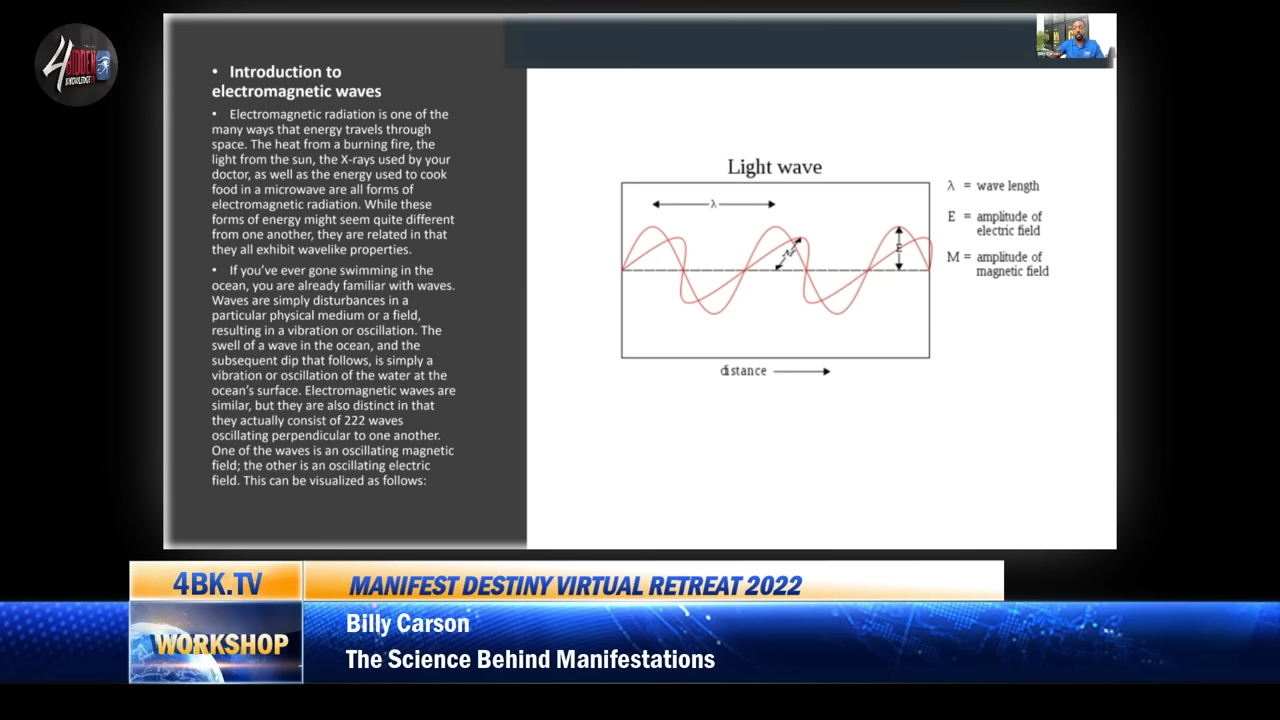 4
HIDDEN
KNOWLEDGE
• Introduction to
electromagnetic waves
• Electromagnetic radiation is one of the
many ways that energy travels through
space. The heat from a burning fire, the
light from the sun, the X-rays used by your
doctor, as well as the energy used to cook
food in a microwave are all forms of
electromagnetic radiation. While these
forms of energy might seem quite different
from one another, they are related in that
they all exhibit wavelike properties.
• If you've ever gone swimming in the
ocean, you are already familiar with waves.
Waves are simply disturbances in a
particular physical medium or a field,
resulting in a vibration or oscillation. The
swell of a wave in the ocean, and the
subsequent dip that follows, is simply a
vibration or oscillation of the water at the
ocean's surface. Electromagnetic waves are
similar, but they are also distinct in that
they actually consist of 222 waves
oscillating perpendicular to one another.
One of the waves is an oscillating magnetic
field; the other is an oscillating electric
field. This can be visualized as follows:
Light wave
λ
M
E
distance
λ = wave length
E = amplitude of
electric field
M = amplitude of
magnetic field
4BK.TV
WORKSHOP
MANIFEST DESTINY VIRTUAL RETREAT 2022
Billy Carson
The Science Behind Manifestations